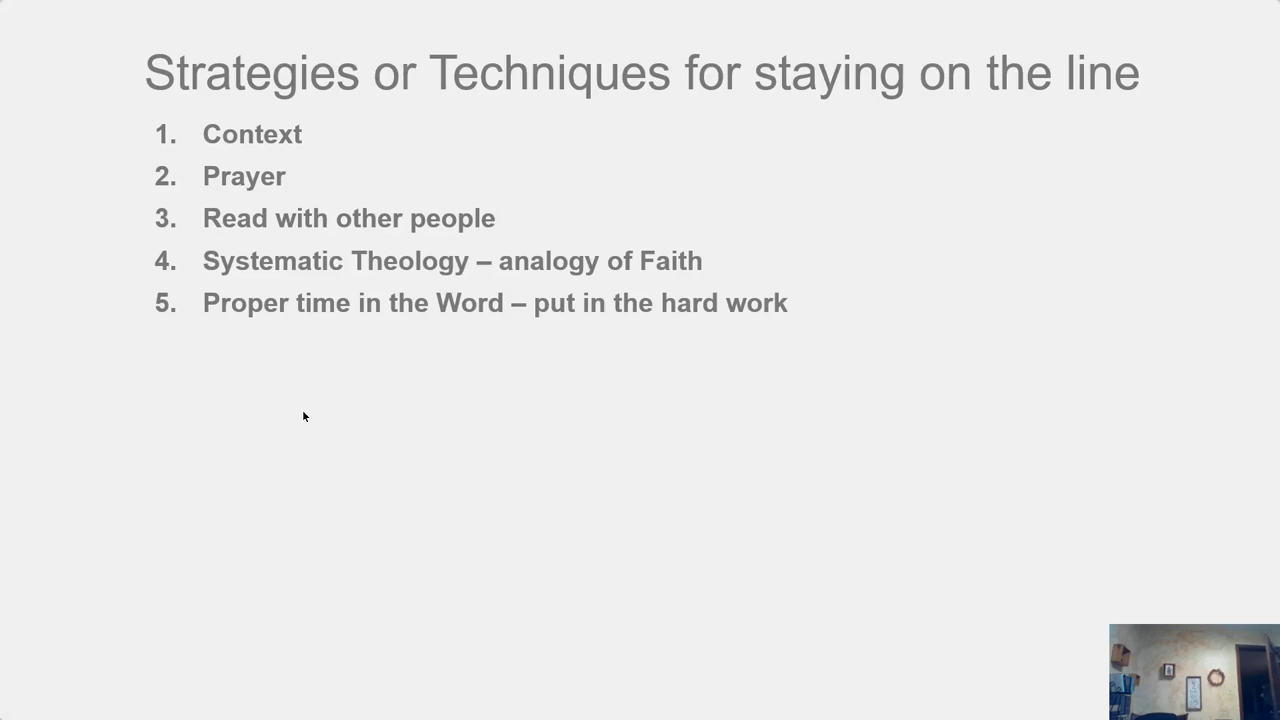 Strategies or Techniques for staying on the line
1. Context
2. Prayer
3. Read with other people
4. Systematic Theology – analogy of Faith
5. Proper time in the Word – put in the hard work